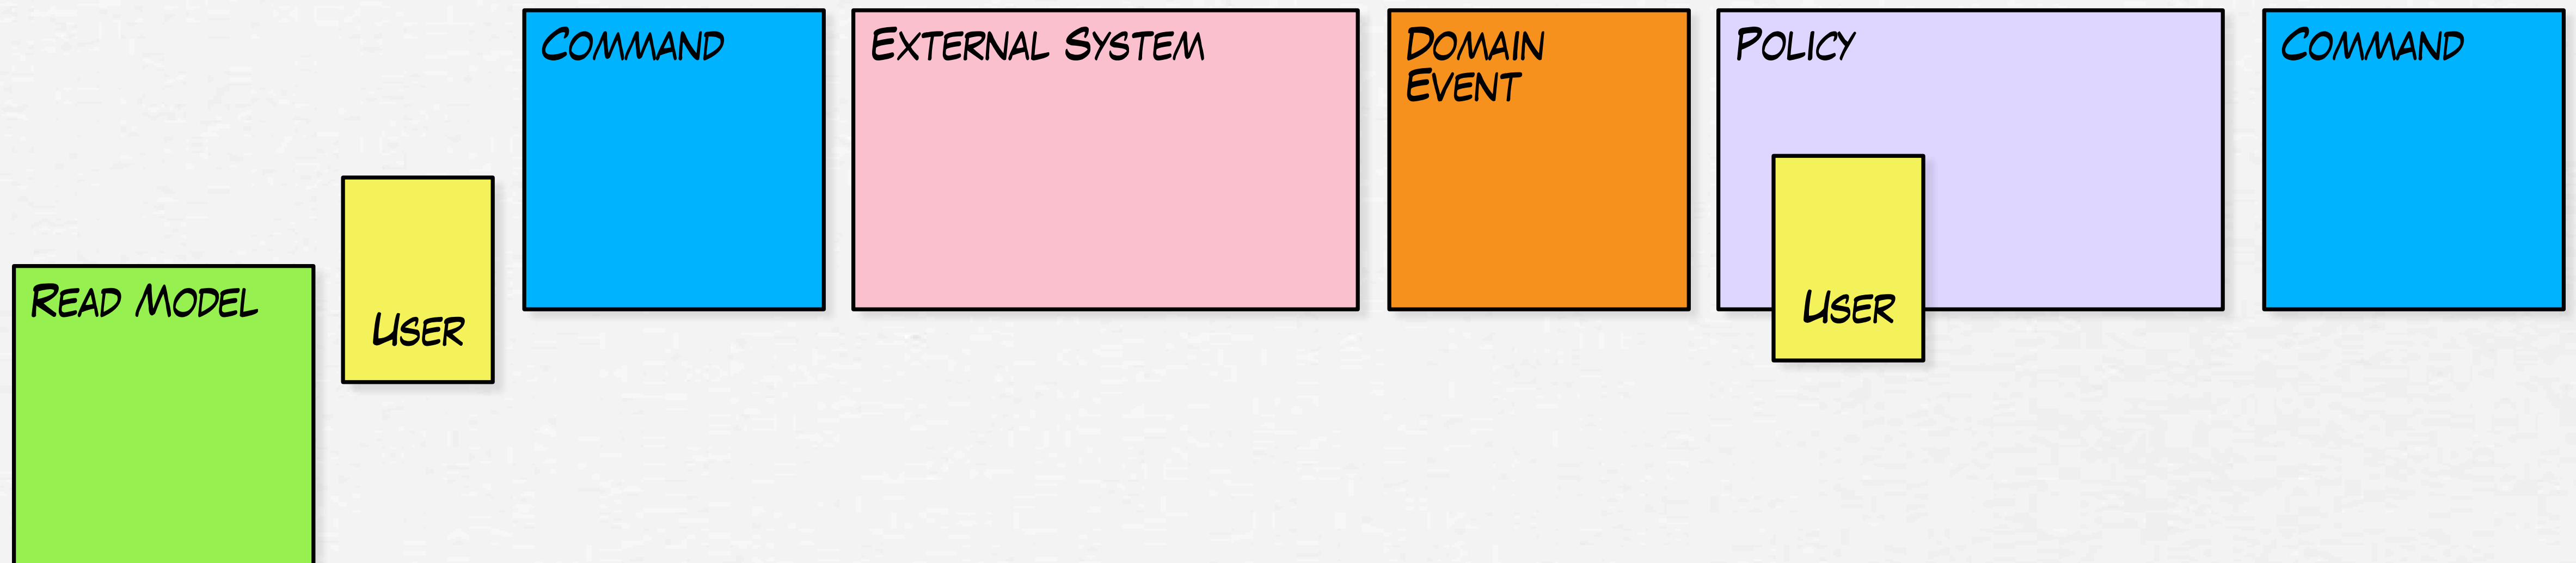 Command
External System
Domain
Event
Policy
Command
Read Model
User
User